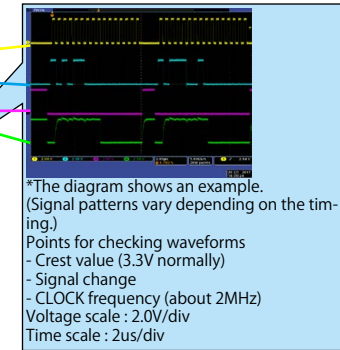 *The diagram shows an example.
(Signal patterns vary depending on the tim-
ing.)
Points for checking waveforms
- Crest value (3.3V normally)
- Signal change
- CLOCK frequency (about 2MHz)
Voltage scale : 2.0V/div
Time scale : 2us/div